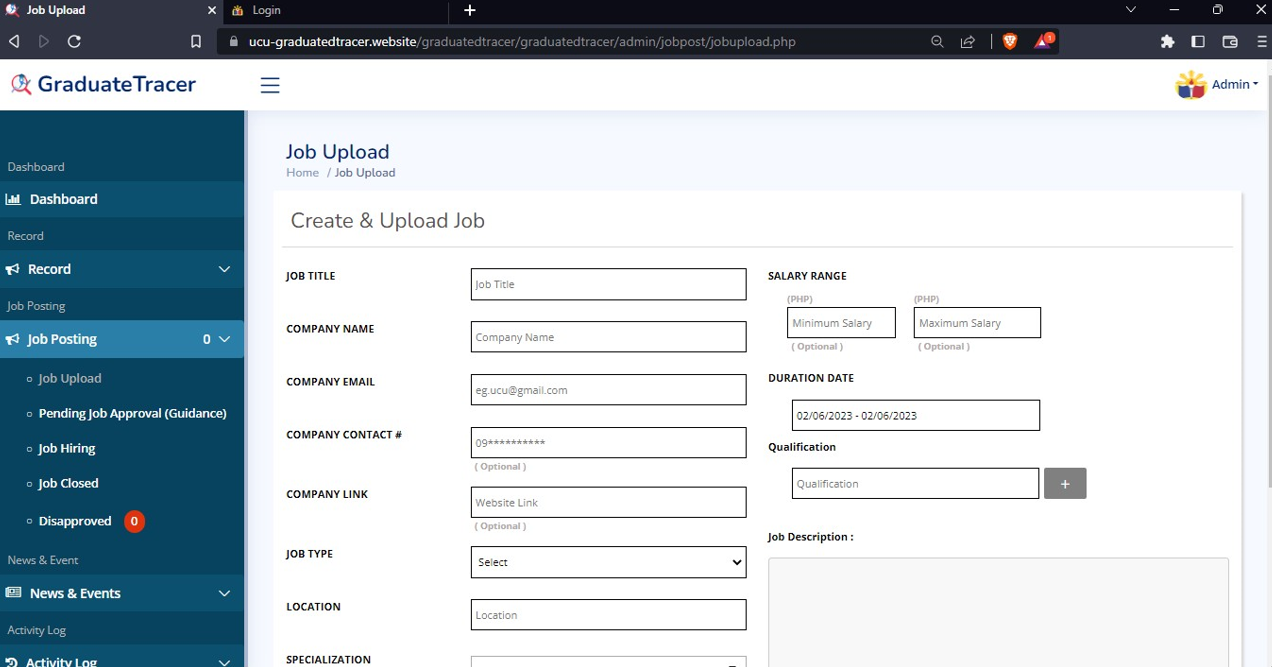 Job Upload
Login
ucu-graduatedtracer.website/graduatedtracer/graduatedtracer/admin/jobpost/jobupload.php
1
GraduateTracer
Admin
Dashboard
Dashboard
Record
Record
Job Posting
Job Posting 0
Job Upload
Pending Job Approval (Guidance)
Job Hiring
Job Closed
Disapproved 0
News & Event
News & Events
Activity Log
Activity Log
Job Upload
Home / Job Upload
Create & Upload Job
JOB TITLE
Job Title
COMPANY NAME
Company Name
COMPANY EMAIL
eg.ucu@gmail.com
COMPANY CONTACT #
09**********
( Optional )
COMPANY LINK
Website Link
( Optional )
JOB TYPE
Select
LOCATION
Location
SPECIALIZATION
SALARY RANGE
(PHP) (PHP)
Minimum Salary Maximum Salary
( Optional ) ( Optional )
DURATION DATE
02/06/2023 - 02/06/2023
Qualification
Qualification +
Job Description :